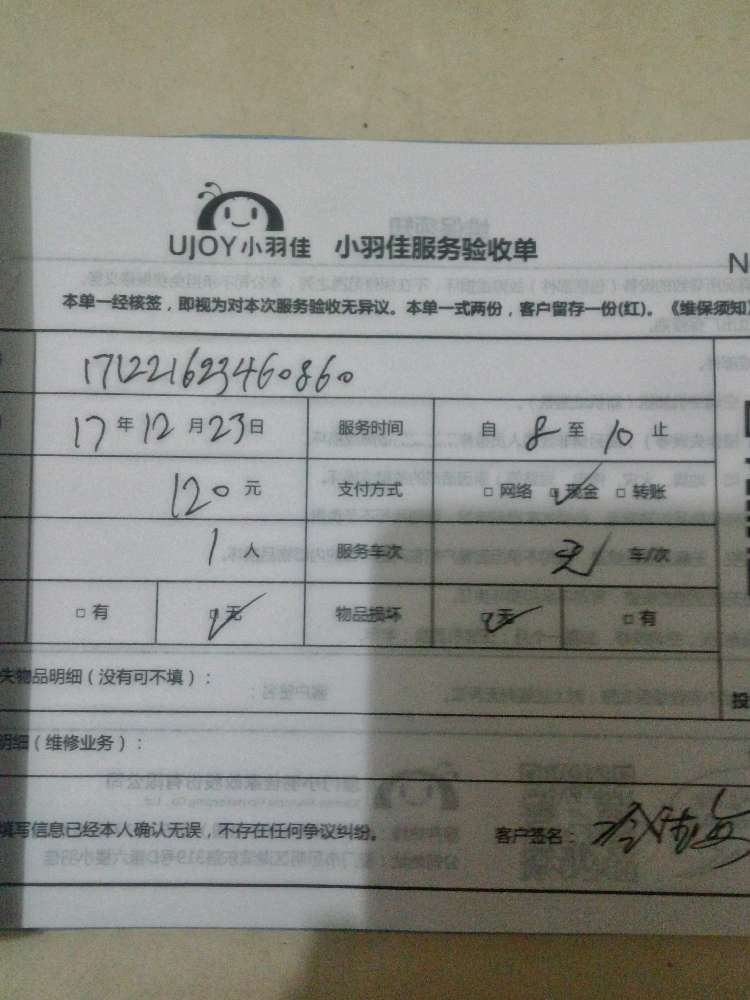 UJOY小羽佳 小羽佳服务验收单
N
本单一经核签，即视为对本次服务验收无异议。本单一式两份，客户留存一份(红)。《维保须知》
171221623460860
17年12月23日 服务时间 自 8 至 10 止
120元 支付方式 □网络 □现金 □转账
1人 服务车次 无 车/次
□有 □无 物品损坏 □无 □有
失物品明细（没有可不填）：
投
明细（维修业务）：
填写信息已经本人确认无误，不存在任何争议纠纷。 客户签名：